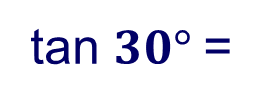 tan 30° =